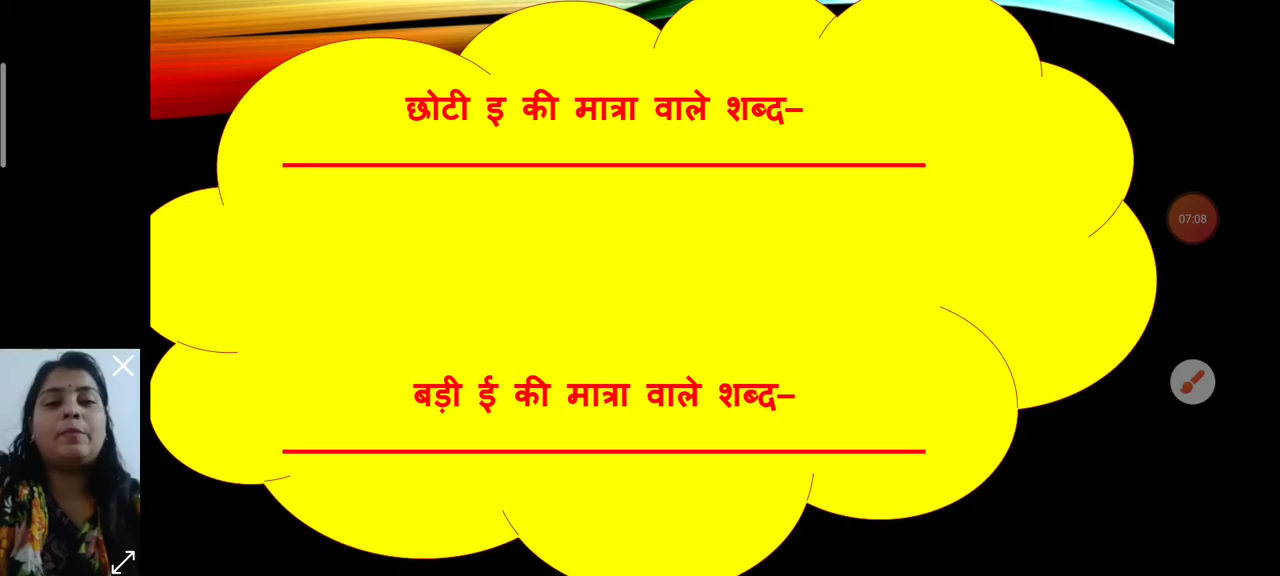 छोटी इ की मात्रा वाले शब्द–
07:08
बड़ी ई की मात्रा वाले शब्द–